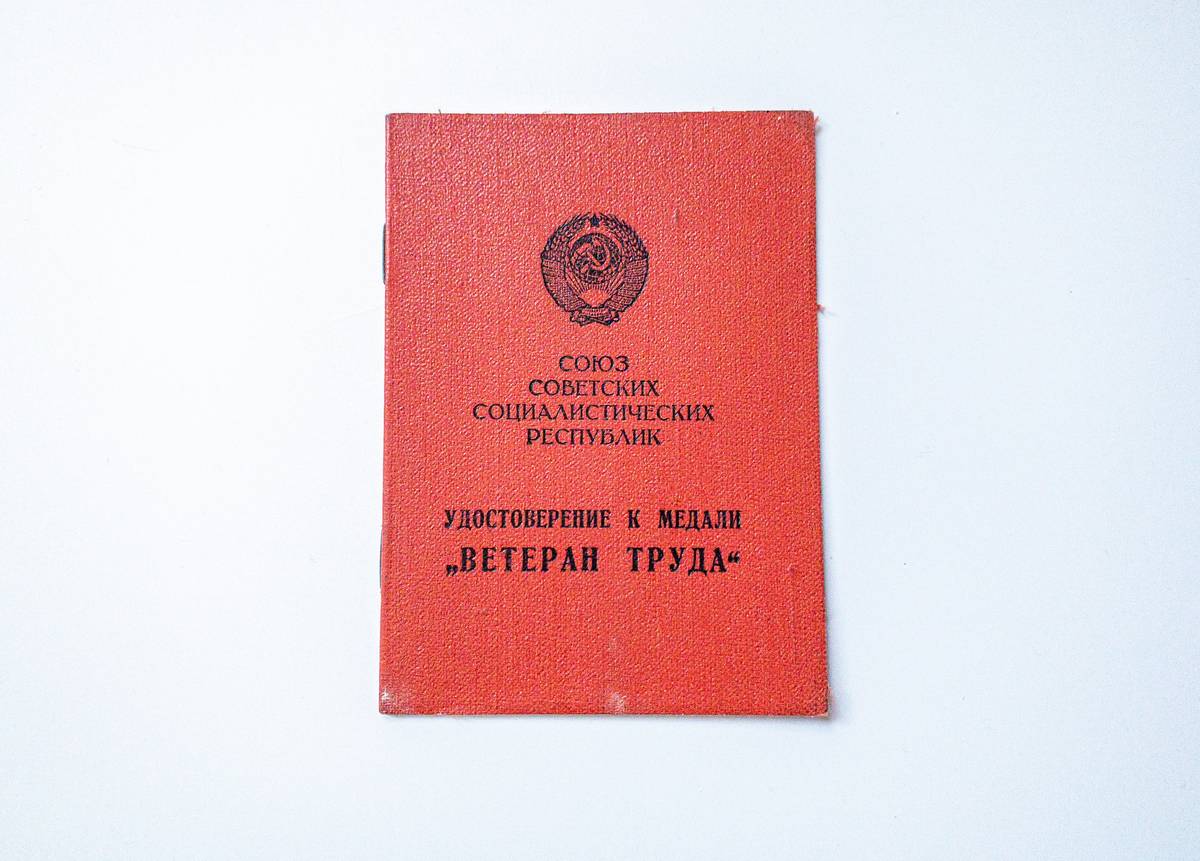 СОЮЗ
СОВЕТСКИХ
СОЦИАЛИСТИЧЕСКИХ
РЕСПУБЛИК
УДОСТОВЕРЕНИЕ К МЕДАЛИ
„ВЕТЕРАН ТРУДА“